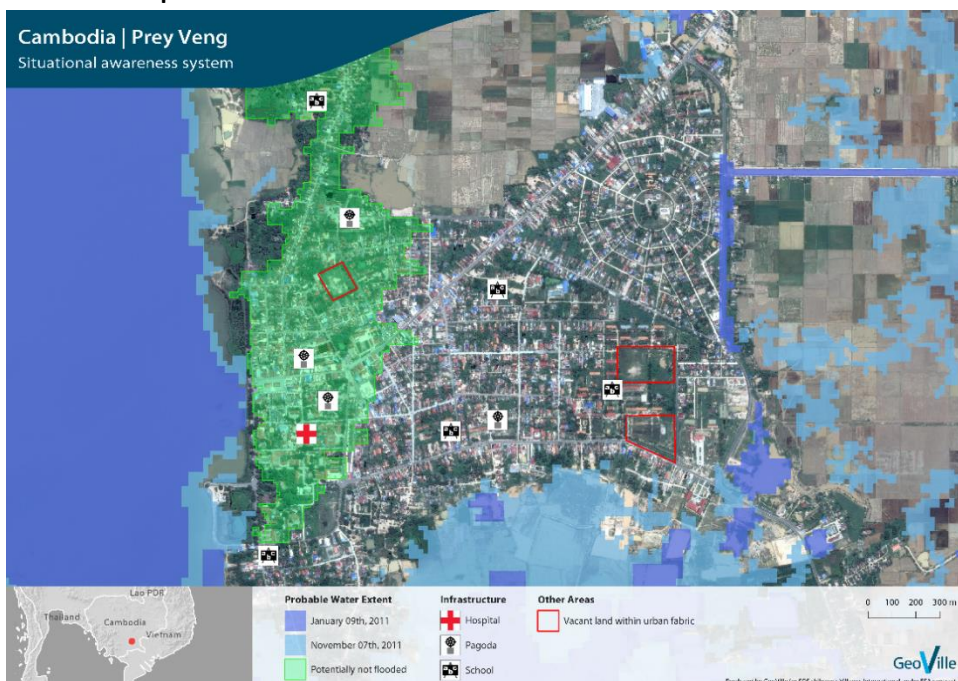 Cambodia | Prey Veng
Situational awareness system
Lao PDR
Thailand
Cambodia
Vietnam
Probable Water Extent
January 09th, 2011
November 07th, 2011
Potentially not flooded
Infrastructure
Hospital
Pagoda
School
Other Areas
Vacant land within urban fabric
0 100 200 300 m
GeoVille